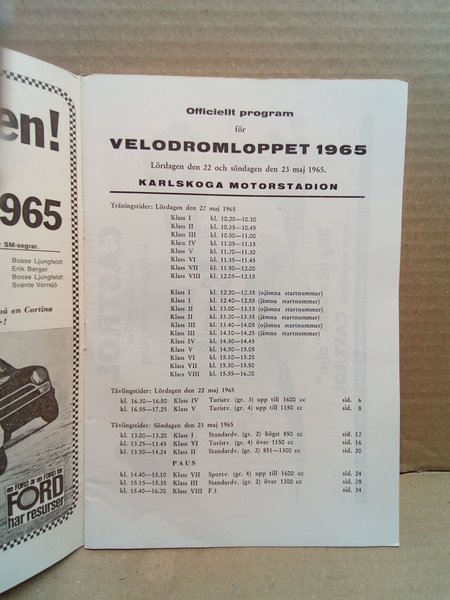 en!
1965
r SM-segrar.
Bosse Ljungfeldt
Erik Berger
Bosse Ljungfeldt
Svante Vorrsjö
på en Cortina
r!
FORD
har resurser
Officiellt program
för
VELODROMLOPPET 1965
Lördagen den 22 och söndagen den 23 maj 1965.
KARLSKOGA MOTORSTADION
Träningstider: Lördagen den 22 maj 1965
Klass I kl. 10.20—10.30
Klass II kl. 10.35—10.45
Klass III kl. 10.50—11.00
Klass IV kl. 11.05—11.15
Klass V kl. 11.20—11.30
Klass VI kl. 11.35—11.45
Klass VII kl. 11.50—12.00
Klass VIII kl. 12.05—12.15
Klass I kl. 12.20—12.35 (ojämna startnummer)
Klass I kl. 12.40—12.55 (jämna startnummer)
Klass II kl. 13.00—13.15 (ojämna startnummer)
Klass II kl. 13.20—13.35 (jämna startnummer)
Klass III kl. 13.40—14.05 (ojämna startnummer)
Klass III kl. 14.10—14.25 (jämna startnummer)
Klass IV kl. 14.30—14.45
Klass V kl. 14.50—15.05
Klass VI kl. 15.10—15.25
Klass VII kl. 15.30—15.50
Klass VIII kl. 15.55—16.20
Tävlingstider: Lördagen den 22 maj 1965
kl. 16.30—16.50 Klass IV Turistv. (gr. 3) upp till 1600 cc sid. 6
kl. 16.55—17.25 Klass V Turistv. (gr. 4) upp till 1150 cc sid. 8
Tävlingstider: Söndagen den 23 maj 1965
kl. 13.00—13.20 Klass I Standardv. (gr. 2) högst 850 cc sid. 12
kl. 13.25—13.45 Klass VI Turistv. (gr. 4) över 1150 cc sid. 16
kl. 13.50—14.24 Klass II Standardv. (gr. 2) 851—1300 cc sid. 20
PAUS
kl. 14.40—15.10 Klass VII Sportv. (gr. 4) upp till 1600 cc sid. 24
kl. 15.15—15.35 Klass III Standardv. (gr. 2) över 1300 cc sid. 28
kl. 15.40—16.20 Klass VIII F 3 sid. 34